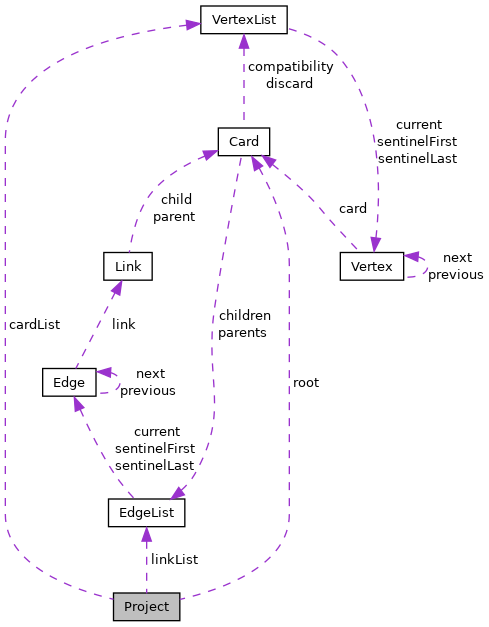 VertexList
compatibility
discard
current
sentinelFirst
sentinelLast
Card
child
parent
card
Link
Vertex
next
previous
cardList
link
children
parents
Edge
next
previous
root
current
sentinelFirst
sentinelLast
EdgeList
linkList
Project